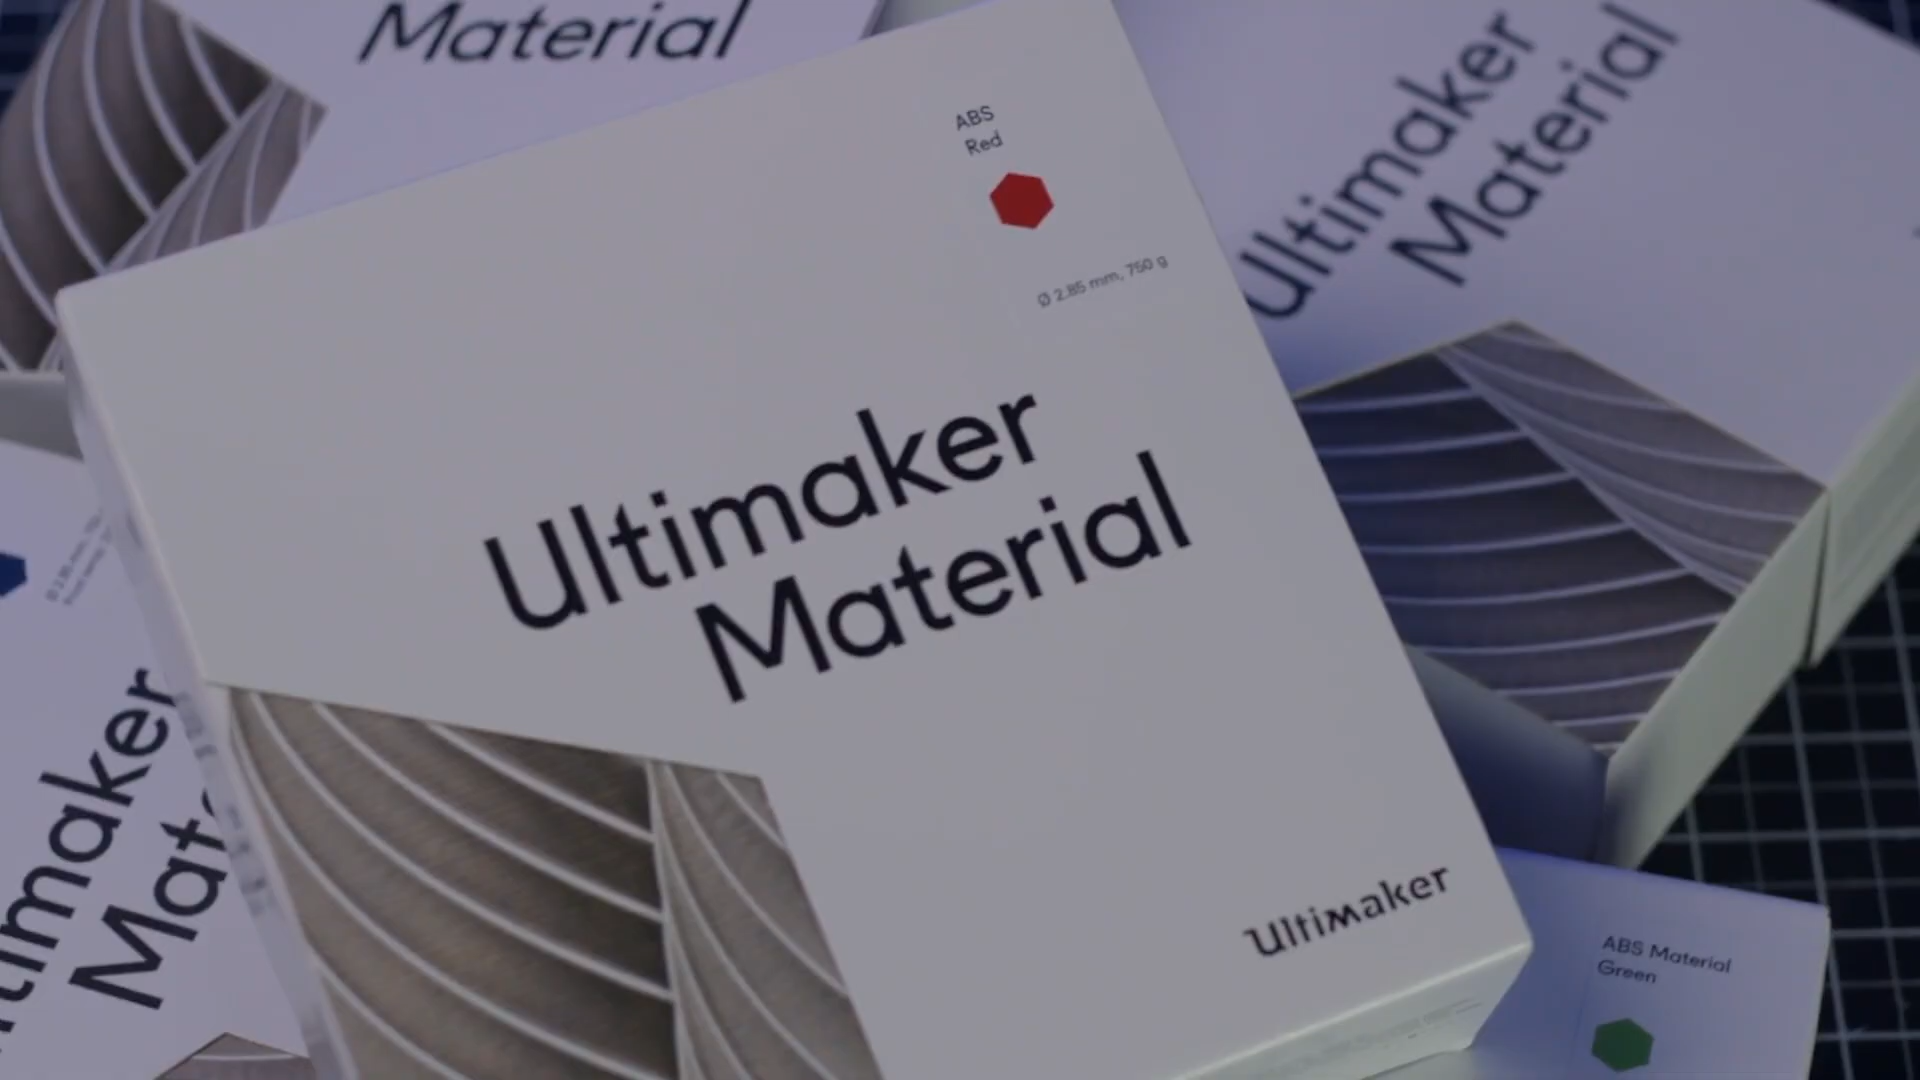 Material
Ultimaker
Material
ABS
Red
Ø 2.85 mm, 750 g
Ultimaker
Material
Ultimaker
ABS Material
Green